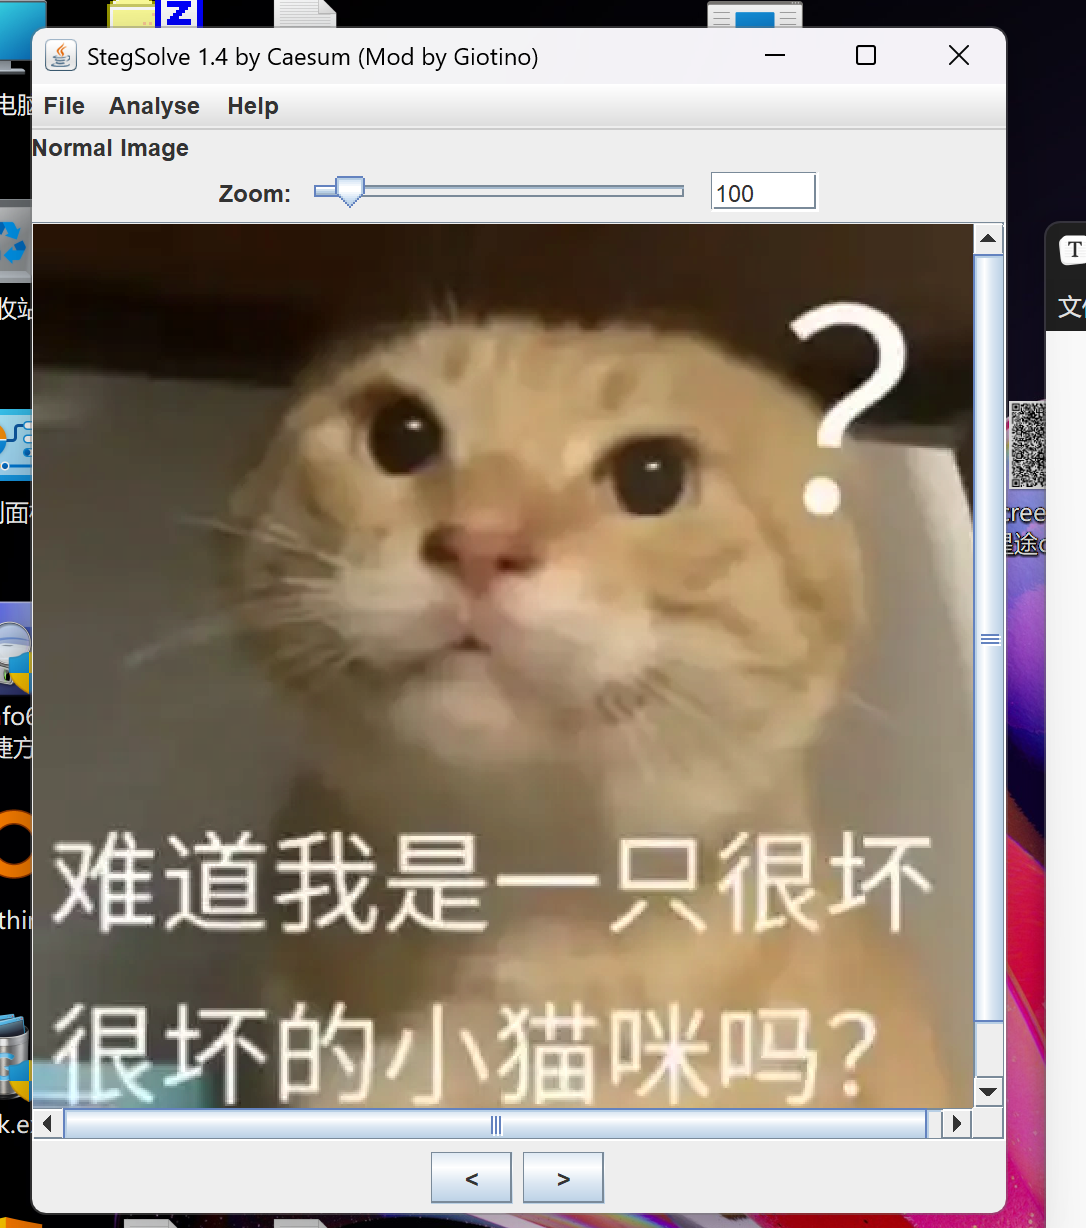 StegSolve 1.4 by Caesum (Mod by Giotino)
File Analyse Help
Normal Image
Zoom: 100
?
难道我是一只很坏
很坏的小猫咪吗?
< >
Z
T